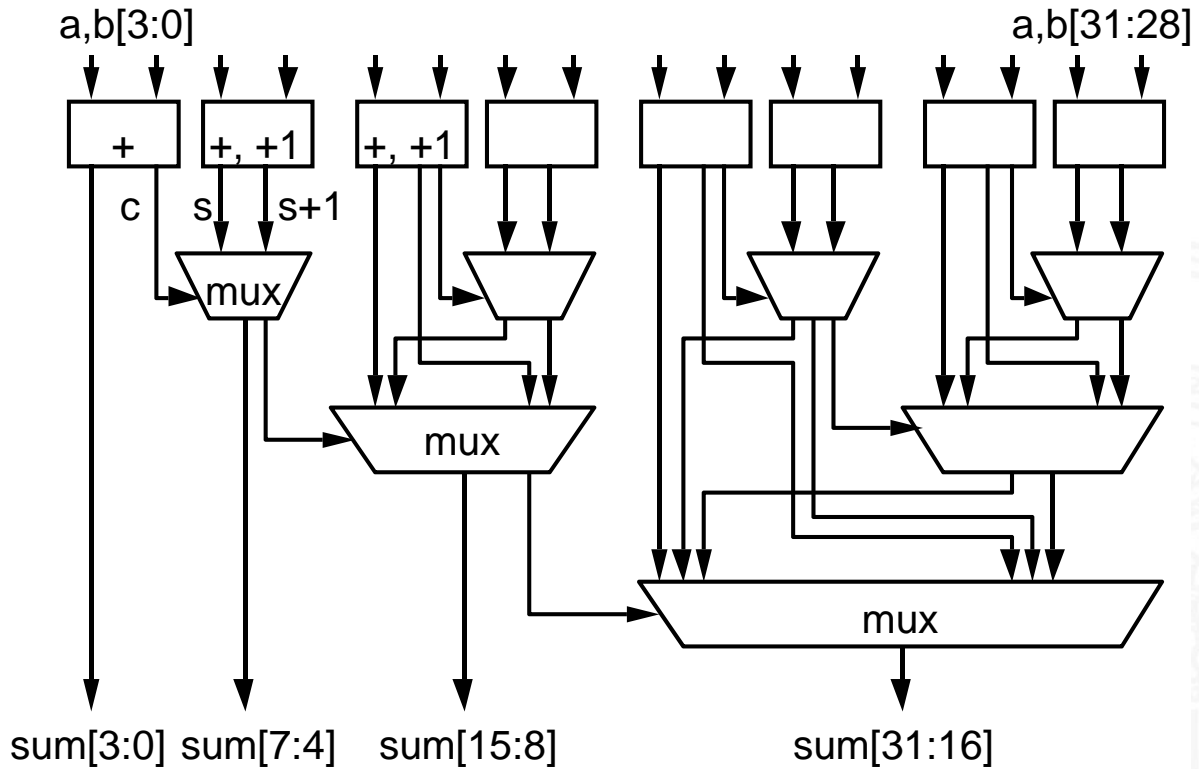 a,b[3:0]
a,b[31:28]
+
+, +1
+, +1
c
s
s+1
mux
mux
mux
sum[3:0]
sum[7:4]
sum[15:8]
sum[31:16]